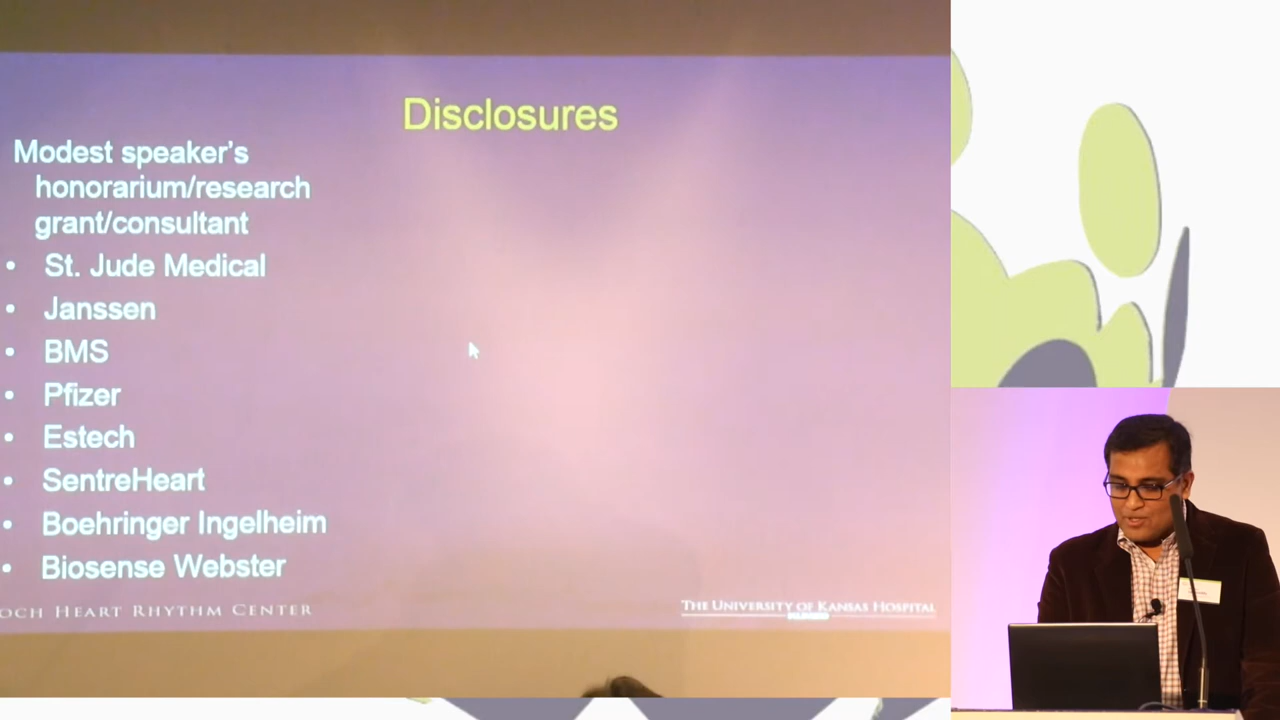 Disclosures
Modest speaker's
honorarium/research
grant/consultant
• St. Jude Medical
• Janssen
• BMS
• Pfizer
• Estech
• SentreHeart
• Boehringer Ingelheim
• Biosense Webster
OCH HEART RHYTHM CENTER
THE UNIVERSITY OF KANSAS HOSPITAL